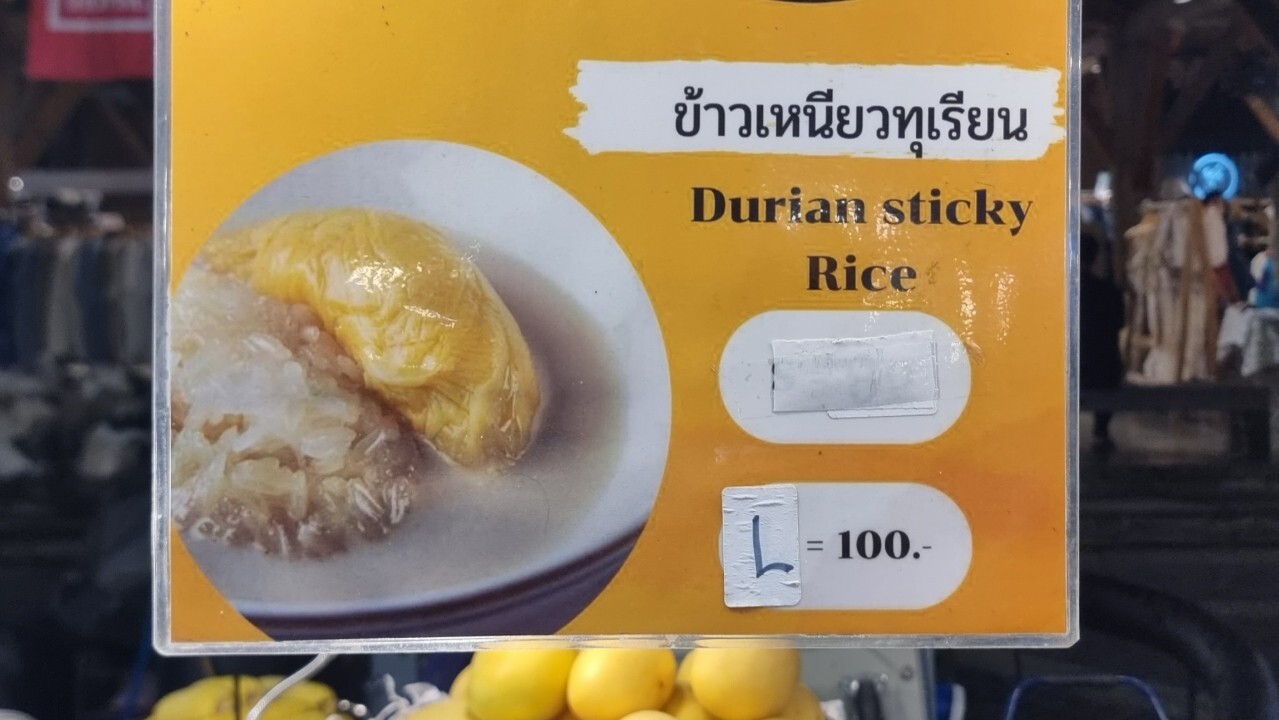 ข้าวเหนียวทุเรียน
Durian sticky
Rice
L = 100.-